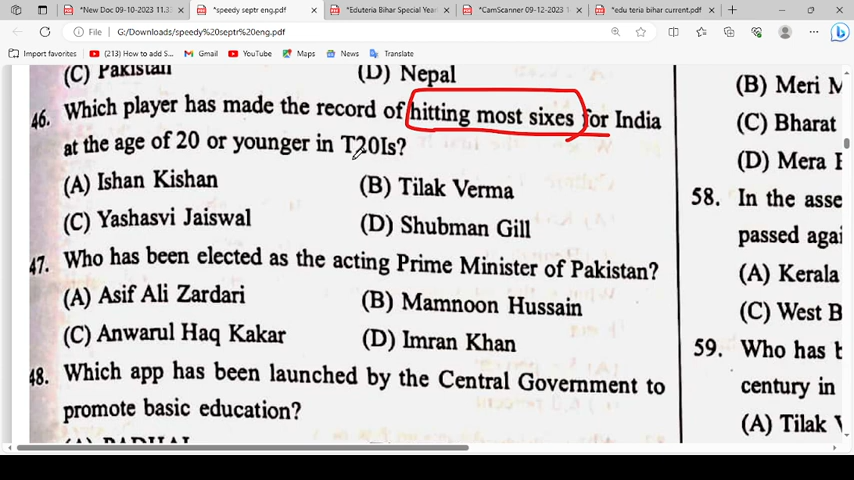 *New Doc 09-10-2023 11.3
*speedy septr eng.pdf
*Eduteria Bihar Special Year
*CamScanner 09-12-2023 1
*edu teria bihar current.pdf
File
G:/Downloads/speedy%20septr%20eng.pdf
Import favorites
(213) How to add S...
Gmail
YouTube
Maps
News
Translate
(C) Pakistan
(D) Nepal
46. Which player has made the record of hitting most sixes for India
at the age of 20 or younger in T20Is?
(A) Ishan Kishan
(B) Tilak Verma
(C) Yashasvi Jaiswal
(D) Shubman Gill
47. Who has been elected as the acting Prime Minister of Pakistan?
(A) Asif Ali Zardari
(B) Mamnoon Hussain
(C) Anwarul Haq Kakar
(D) Imran Khan
48. Which app has been launched by the Central Government to
promote basic education?
(B) Meri M
(C) Bharat
(D) Mera
58. In the asse
passed agai
(A) Kerala
(C) West B
59. Who has b
century in
(A) Tilak V